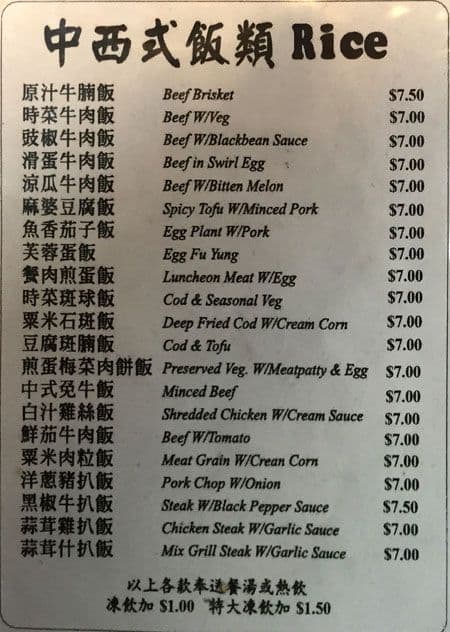 中西式飯類 Rice
原汁牛腩飯 Beef Brisket $7.50
時菜牛肉飯 Beef W/Veg $7.00
豉椒牛肉飯 Beef W/Blackbean Sauce $7.00
滑蛋牛肉飯 Beef in Swirl Egg $7.00
涼瓜牛肉飯 Beef W/Bitten Melon $7.00
麻婆豆腐飯 Spicy Tofu W/Minced Pork $7.00
魚香茄子飯 Egg Plant W/Pork $7.00
芙蓉蛋飯 Egg Fu Yung $7.00
餐肉煎蛋飯 Luncheon Meat W/Egg $7.00
時菜斑球飯 Cod & Seasonal Veg $7.00
粟米石斑飯 Deep Fried Cod W/Cream Corn $7.00
豆腐斑腩飯 Cod & Tofu $7.00
煎蛋梅菜肉餅飯 Preserved Veg. W/Meatpatty & Egg $7.00
中式免牛飯 Minced Beef $7.00
白汁雞絲飯 Shredded Chicken W/Cream Sauce $7.00
鮮茄牛肉飯 Beef W/Tomato $7.00
粟米肉粒飯 Meat Grain W/Crean Corn $7.00
洋蔥豬扒飯 Pork Chop W/Onion $7.00
黑椒牛扒飯 Steak W/Black Pepper Sauce $7.50
蒜茸雞扒飯 Chicken Steak W/Garlic Sauce $7.00
蒜茸什扒飯 Mix Grill Steak W/Garlic Sauce $7.00
以上各款奉送餐湯或熱飲
凍飲加 $1.00 特大凍飲加 $1.50